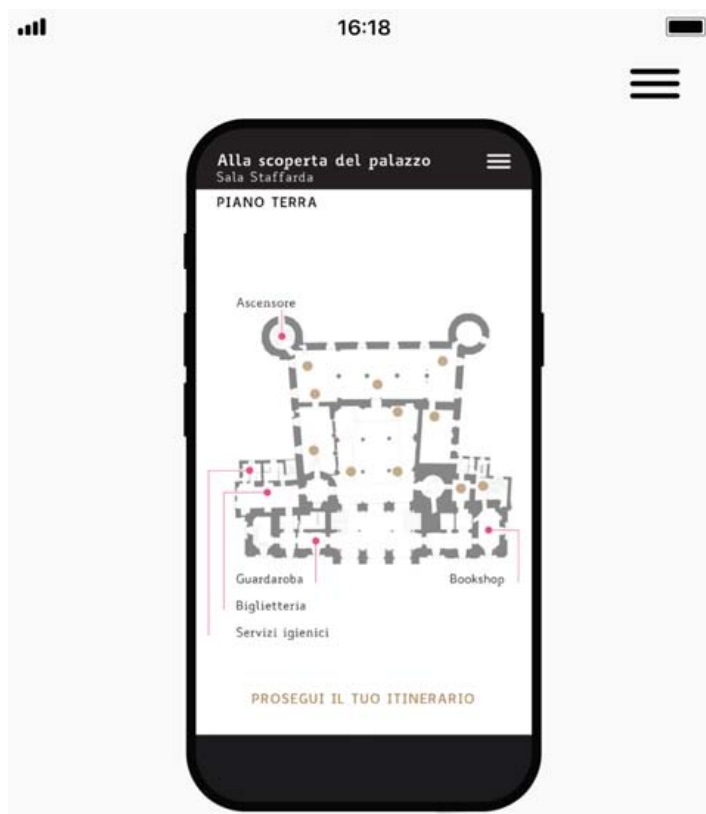 16:18
Alla scoperta del palazzo
Sala Staffarda
PIANO TERRA
Ascensore
Guardaroba
Bookshop
Biglietteria
Servizi igienici
PROSEGUI IL TUO ITINERARIO